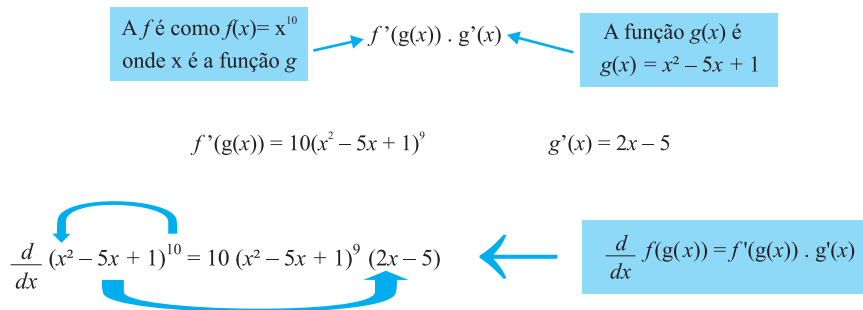 A f é como f(x)= x¹⁰
onde x é a função g
f'(g(x)) . g'(x)
A função g(x) é
g(x) = x² – 5x + 1
f'(g(x)) = 10(x² – 5x + 1)⁹
g'(x) = 2x – 5
d/dx (x² – 5x + 1)¹⁰ = 10 (x² – 5x + 1)⁹ (2x – 5)
d/dx f(g(x)) = f'(g(x)) . g'(x)